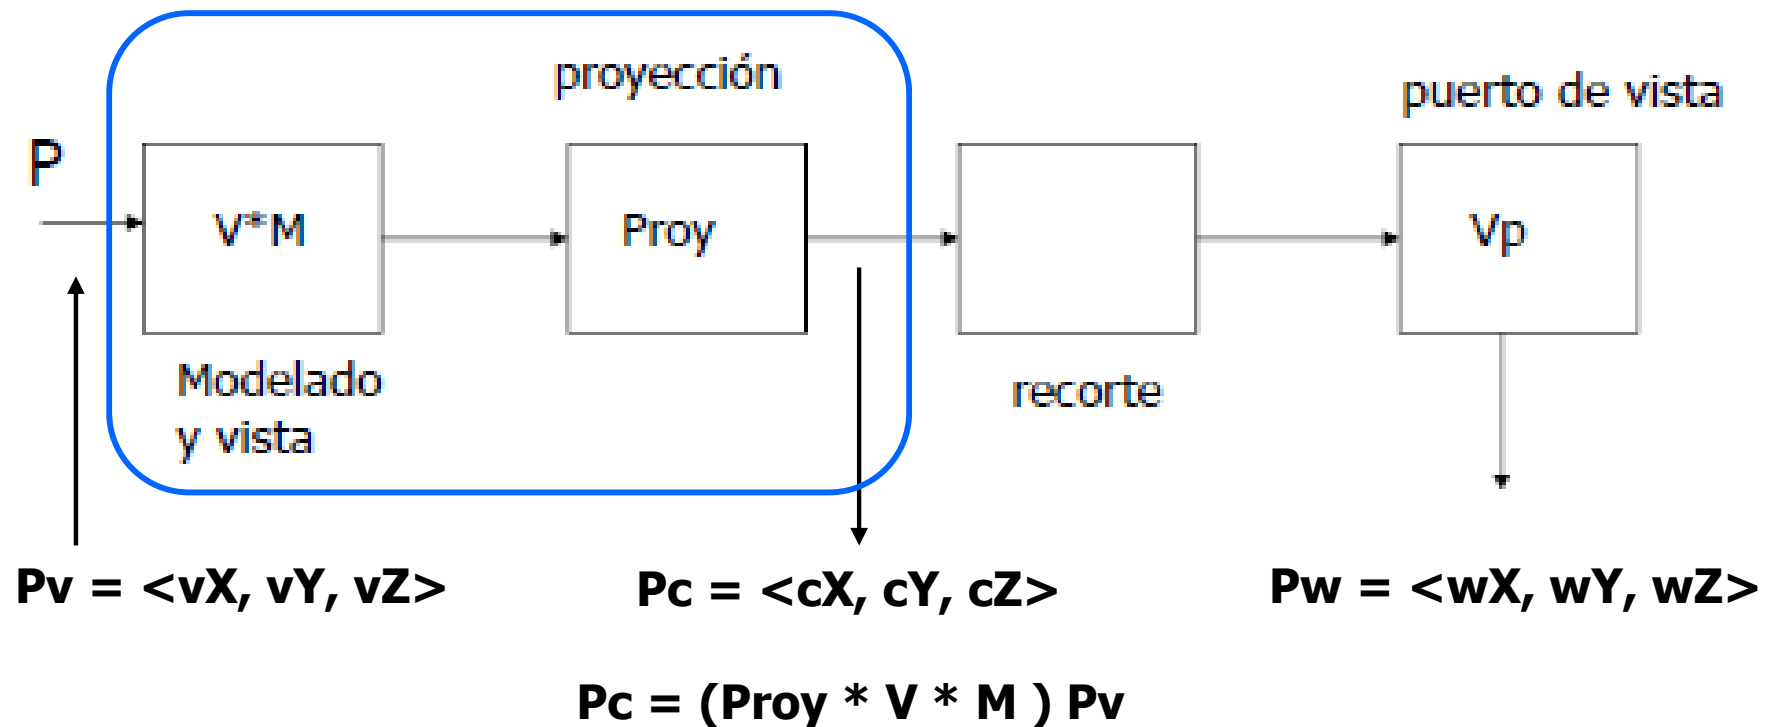 proyección
puerto de vista
P
V*M
Proy
Vp
Modelado
y vista
recorte
Pv = <vX, vY, vZ>
Pc = <cX, cY, cZ>
Pw = <wX, wY, wZ>
Pc = (Proy * V * M ) Pv